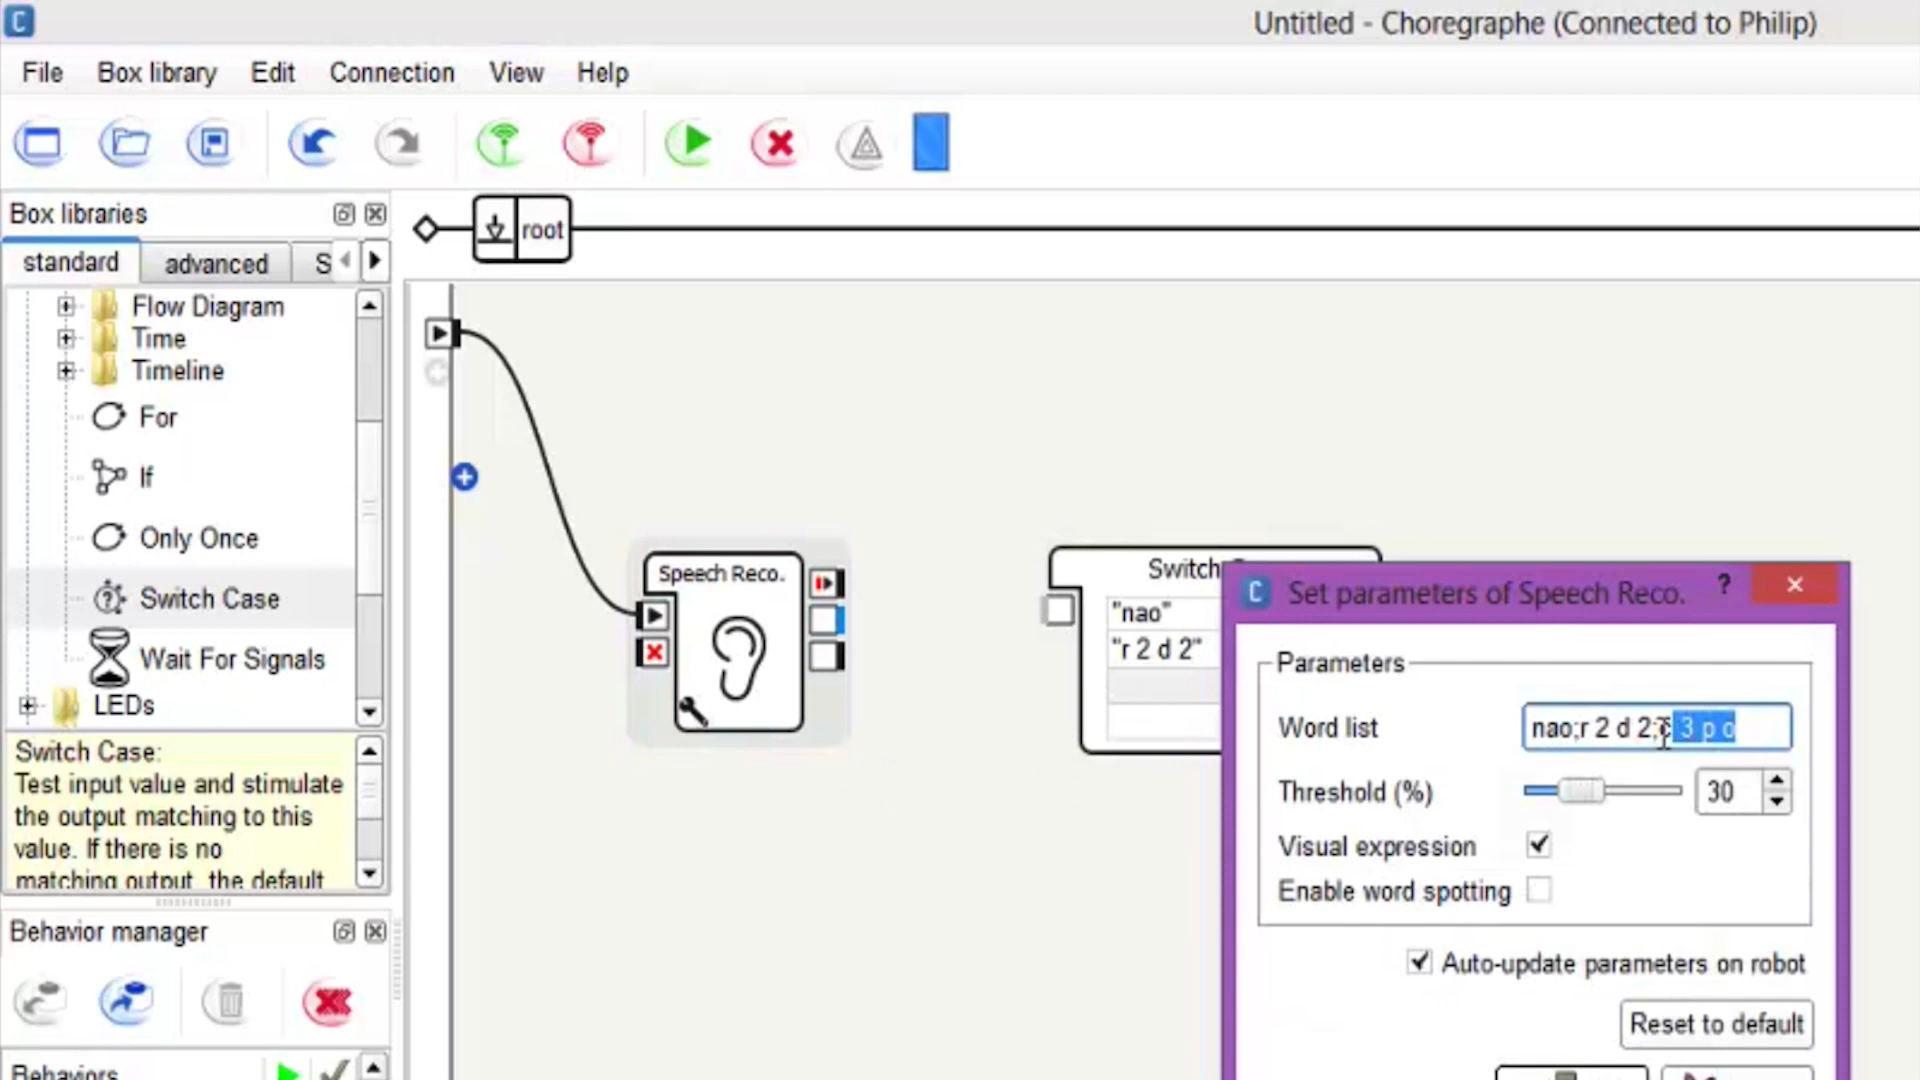 Untitled - Choregraphe (Connected to Philip)
File Box library Edit Connection View Help
Box libraries
root
standard advanced S
Flow Diagram
Time
Timeline
For
If
Only Once
Switch Case
Wait For Signals
LEDs
Switch Case:
Test input value and stimulate
the output matching to this
value. If there is no
matching output, the default
Behavior manager
Behaviors
Speech Reco.
Switch
"nao"
"r 2 d 2"
Set parameters of Speech Reco. ?
Parameters
Word list nao;r 2 d 2;c 3 p o
Threshold (%) 30
Visual expression
Enable word spotting
Auto-update parameters on robot
Reset to default